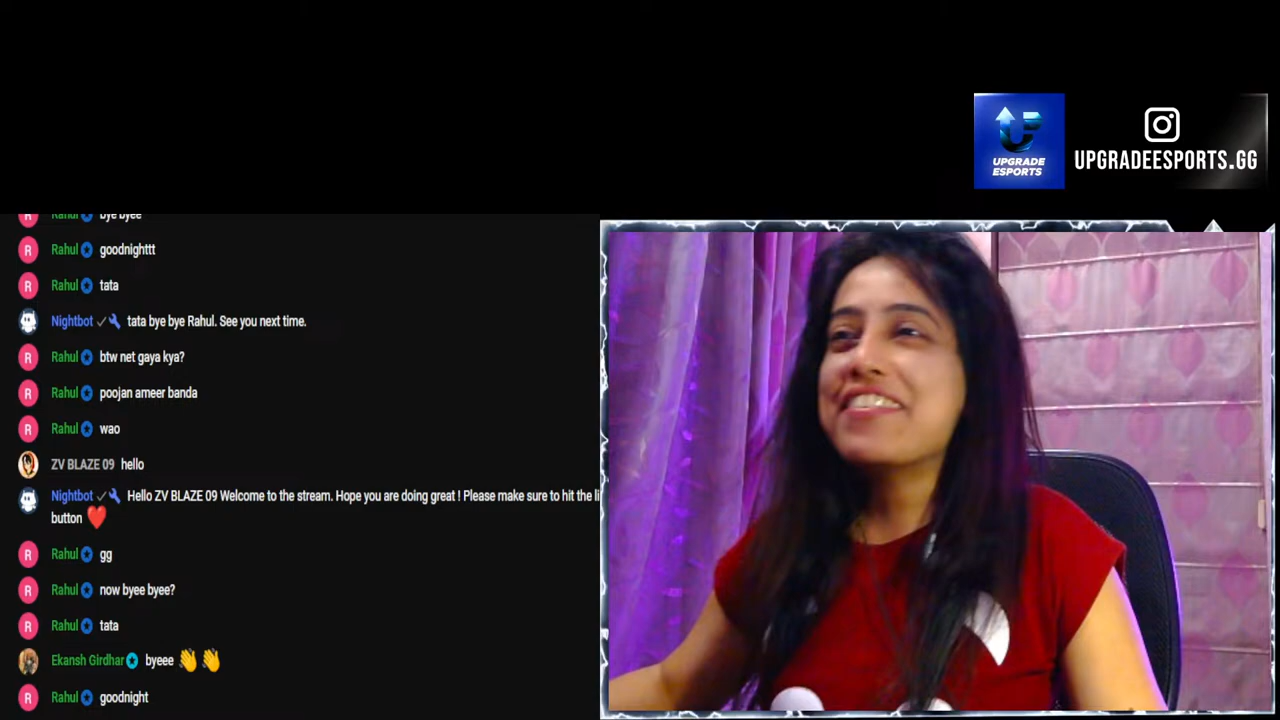 UPGRADE
ESPORTS
UPGRADEESPORTS.GG
Rahul bye byee
Rahul goodnighttt
Rahul tata
Nightbot tata bye bye Rahul. See you next time.
Rahul btw net gaya kya?
Rahul poojan ameer banda
Rahul wao
ZV BLAZE 09 hello
Nightbot Hello ZV BLAZE 09 Welcome to the stream. Hope you are doing great ! Please make sure to hit the li
button ❤️
Rahul gg
Rahul now byee byee?
Rahul tata
Ekansh Girdhar byeee 👋👋
Rahul goodnight